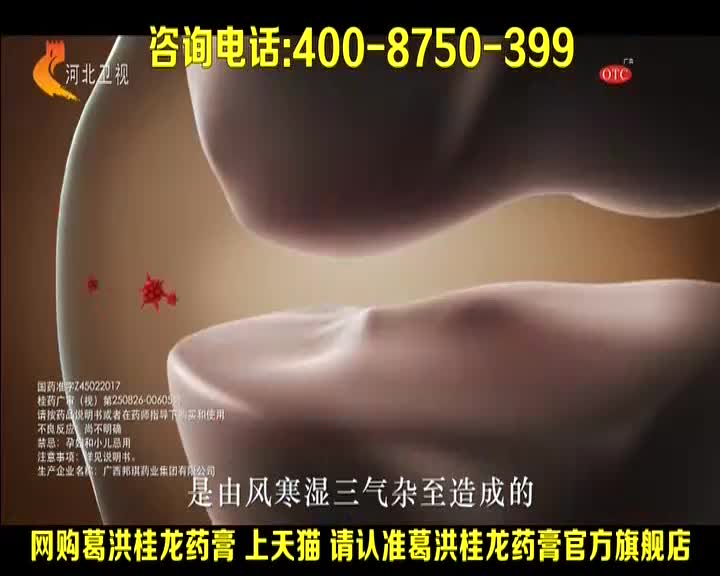 咨询电话:400-8750-399
河北卫视
广告
OTC
国药准字Z45022017
桂药广审（视）第250826-00605号
请按药品说明书或者在药师指导下购买和使用
不良反应：尚不明确
禁忌：孕妇和小儿忌用
注意事项：详见说明书。
生产企业名称：广西邦琪药业集团有限公司
是由风寒湿三气杂至造成的
网购葛洪桂龙药膏 上天猫 请认准葛洪桂龙药膏官方旗舰店